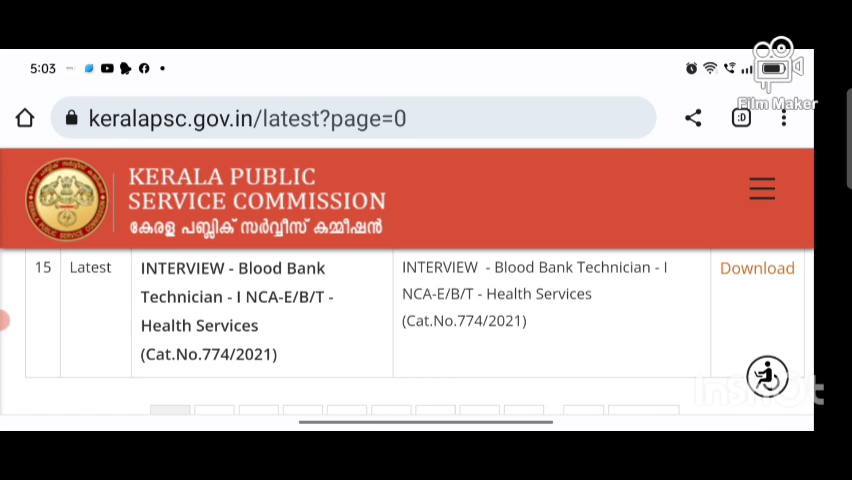 5:03
Film Maker
keralapsc.gov.in/latest?page=0
:D
KERALA PUBLIC
SERVICE COMMISSION
കേരള പബ്ലിക് സർവ്വീസ് കമ്മീഷൻ
15 Latest INTERVIEW - Blood Bank INTERVIEW - Blood Bank Technician - I Download
Technician - I NCA-E/B/T - NCA-E/B/T - Health Services
Health Services (Cat.No.774/2021)
(Cat.No.774/2021)
InShot